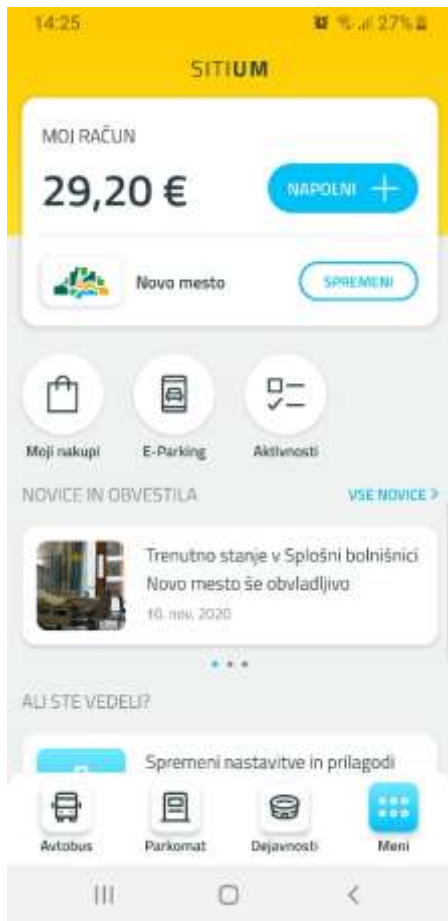 14:25
27%
SITIUM
MOJ RAČUN
29,20 €
NAPOLNI
Novo mesto
SPREMENI
Moji nakupi
E-Parking
Aktivnosti
NOVICE IN OBVESTILA
VSE NOVICE >
Trenutno stanje v Splošni bolnišnici
Novo mesto še obvladljivo
10. nov. 2020
ALI STE VEDELI?
Spremeni nastavitve in prilagodi
Avtobus
Parkomat
Dejavnosti
Meni